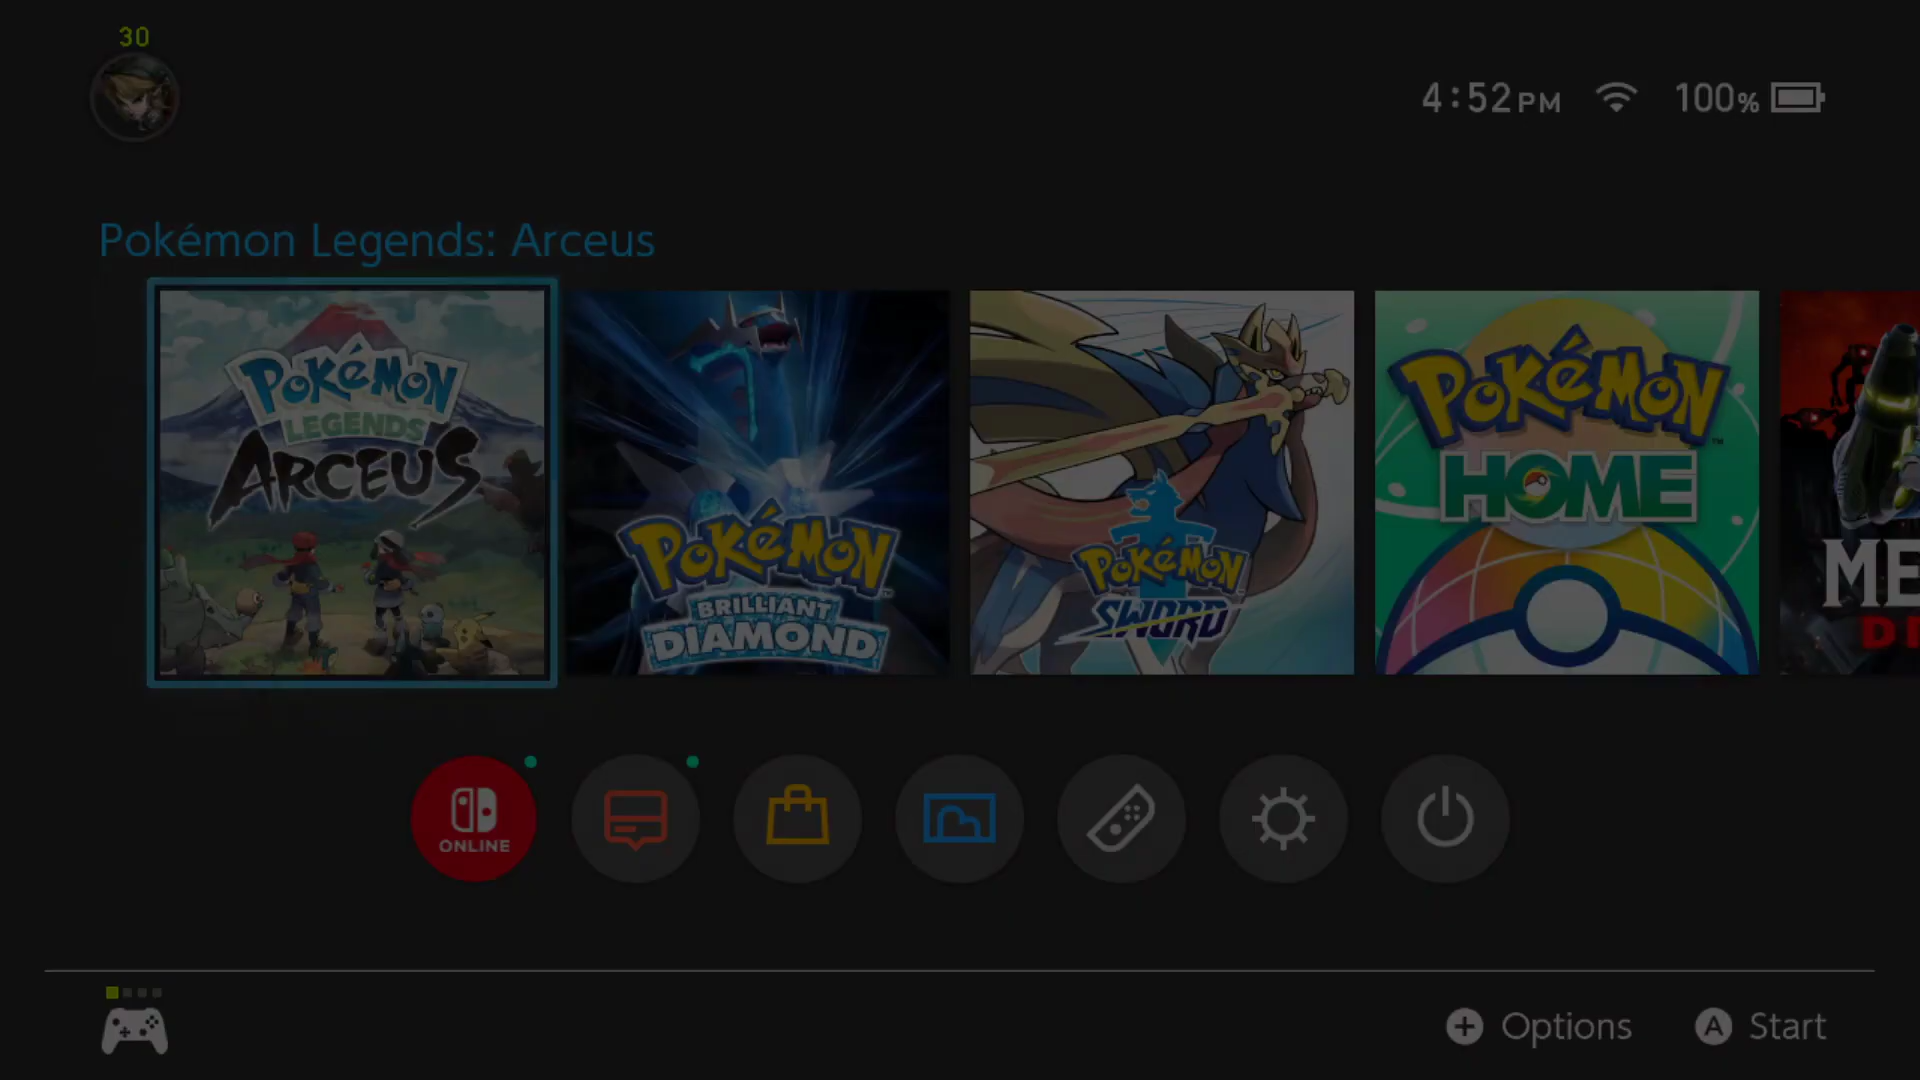 30
4:52 PM 100%
Pokémon Legends: Arceus
POKéMON
LEGENDS
ARCEUS
POKéMON
BRILLIANT
DIAMOND
POKéMON
SWORD
POKéMON
HOME
ME
D
ONLINE
Options
A Start